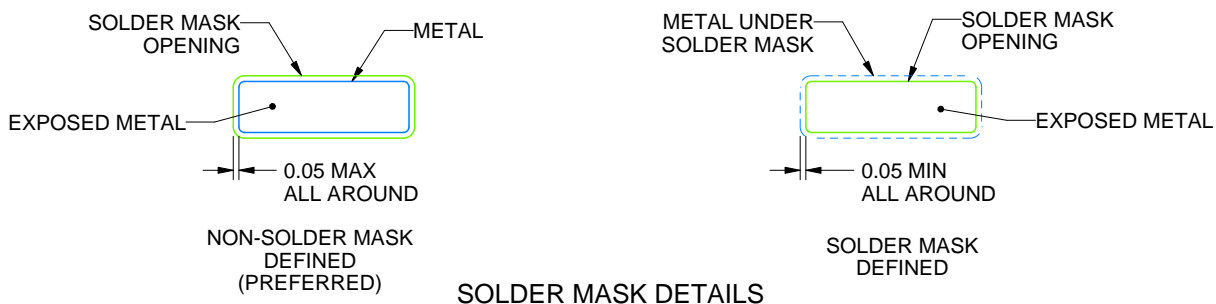 SOLDER MASK
OPENING
METAL
EXPOSED METAL
0.05 MAX
ALL AROUND
NON-SOLDER MASK
DEFINED
(PREFERRED)
METAL UNDER
SOLDER MASK
SOLDER MASK
OPENING
EXPOSED METAL
0.05 MIN
ALL AROUND
SOLDER MASK
DEFINED
SOLDER MASK DETAILS